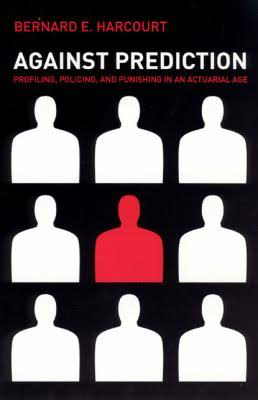 BERNARD E. HARCOURT
AGAINST PREDICTION
PROFILING, POLICING, AND PUNISHING IN AN ACTUARIAL AGE